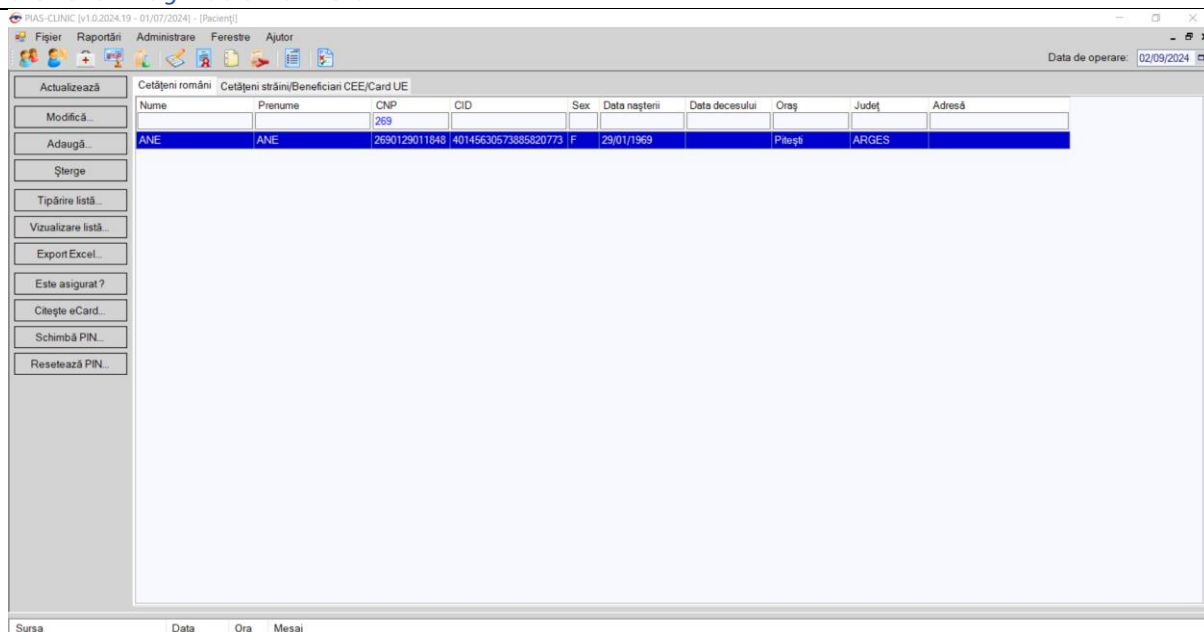 PIAS-CLINIC [v1.0.2024.19 - 01/07/2024] - [Pacienți]
Fișier Raportări Administrare Ferestre Ajutor
Data de operare: 02/09/2024
Actualizează
Modifică...
Adaugă...
Șterge
Tipărire listă...
Vizualizare listă...
Export Excel...
Este asigurat ?
Citește eCard...
Schimbă PIN...
Resetează PIN...
Cetățeni români Cetățeni străini/Beneficiari CEE/Card UE
Nume Prenume CNP CID Sex Data nașterii Data decesului Oraș Județ Adresă
269
ANE ANE 2690129011848 40145630573885820773 F 29/01/1969 Pitești ARGES
Sursa Data Ora Mesaj